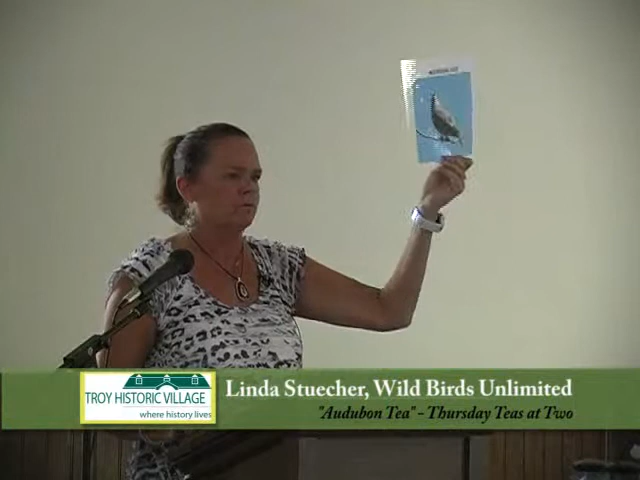 Linda Stuecher, Wild Birds Unlimited
"Audubon Tea" - Thursday Teas at Two
TROY HISTORIC VILLAGE
where history lives